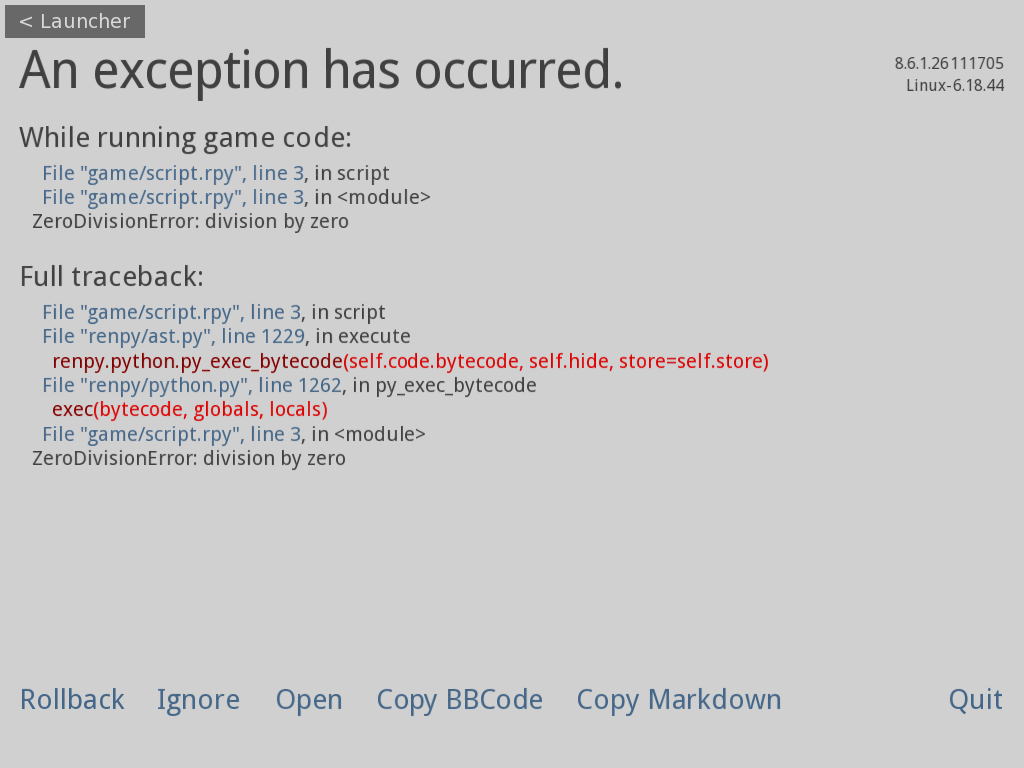 < Launcher
An exception has occurred.
8.6.1.26111705
Linux-6.18.44
While running game code:
File "game/script.rpy", line 3, in script
File "game/script.rpy", line 3, in <module>
ZeroDivisionError: division by zero
Full traceback:
File "game/script.rpy", line 3, in script
File "renpy/ast.py", line 1229, in execute
renpy.python.py_exec_bytecode(self.code.bytecode, self.hide, store=self.store)
File "renpy/python.py", line 1262, in py_exec_bytecode
exec(bytecode, globals, locals)
File "game/script.rpy", line 3, in <module>
ZeroDivisionError: division by zero
Rollback Ignore Open Copy BBCode Copy Markdown Quit